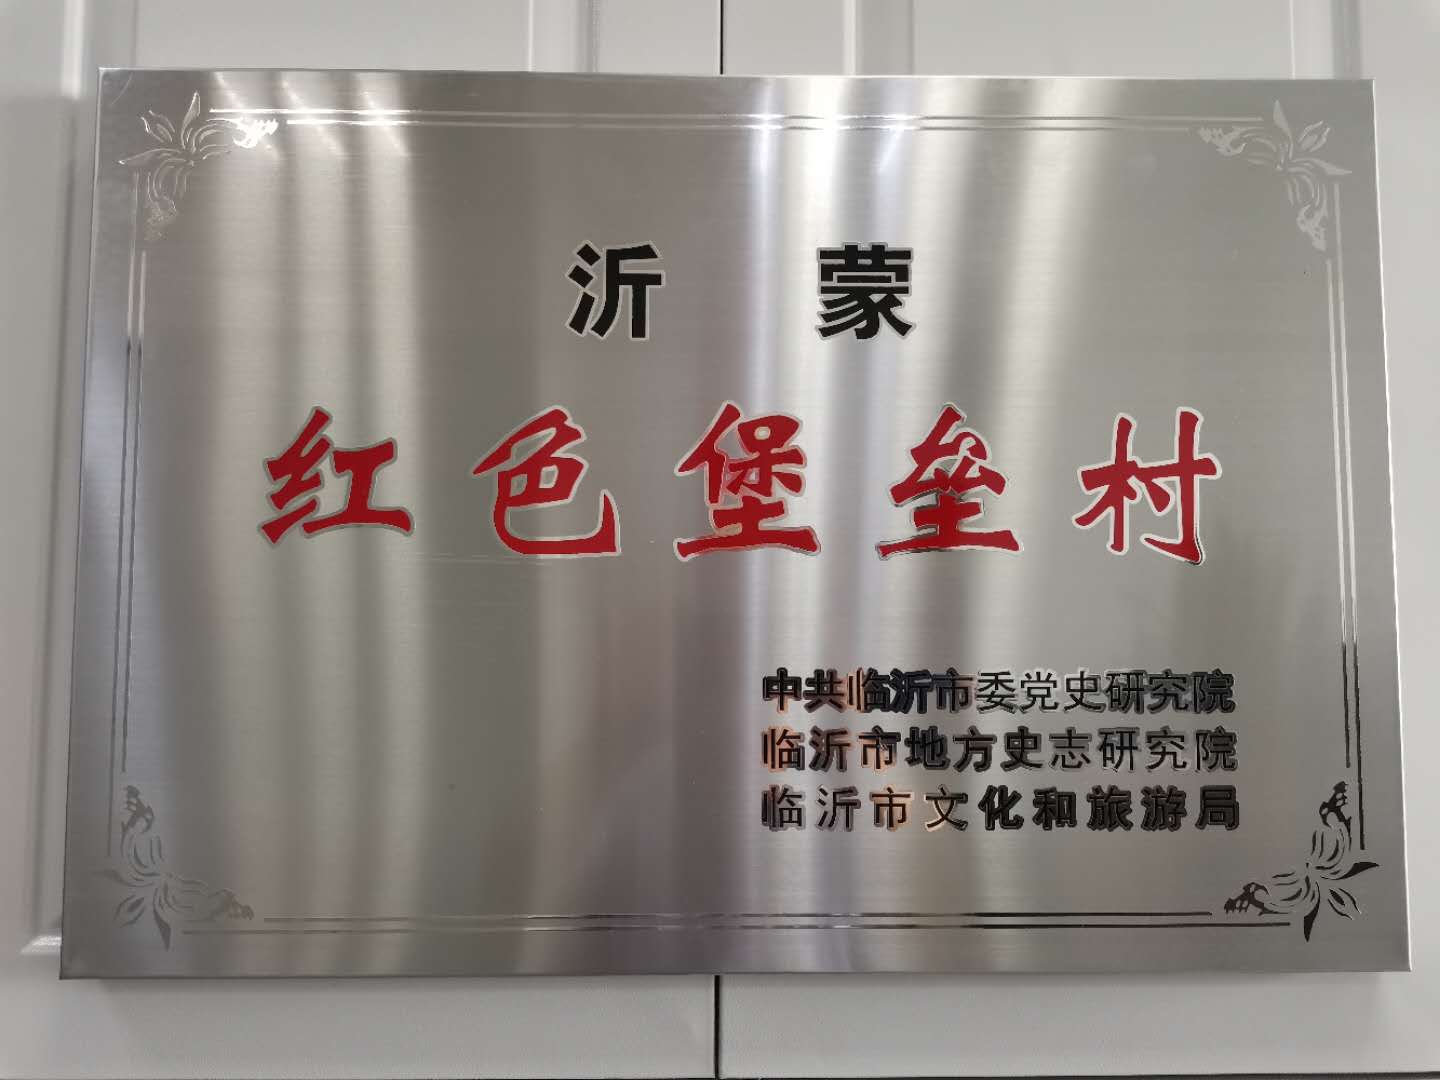 沂蒙
红色堡垒村
中共临沂市委党史研究院
临沂市地方史志研究院
临沂市文化和旅游局